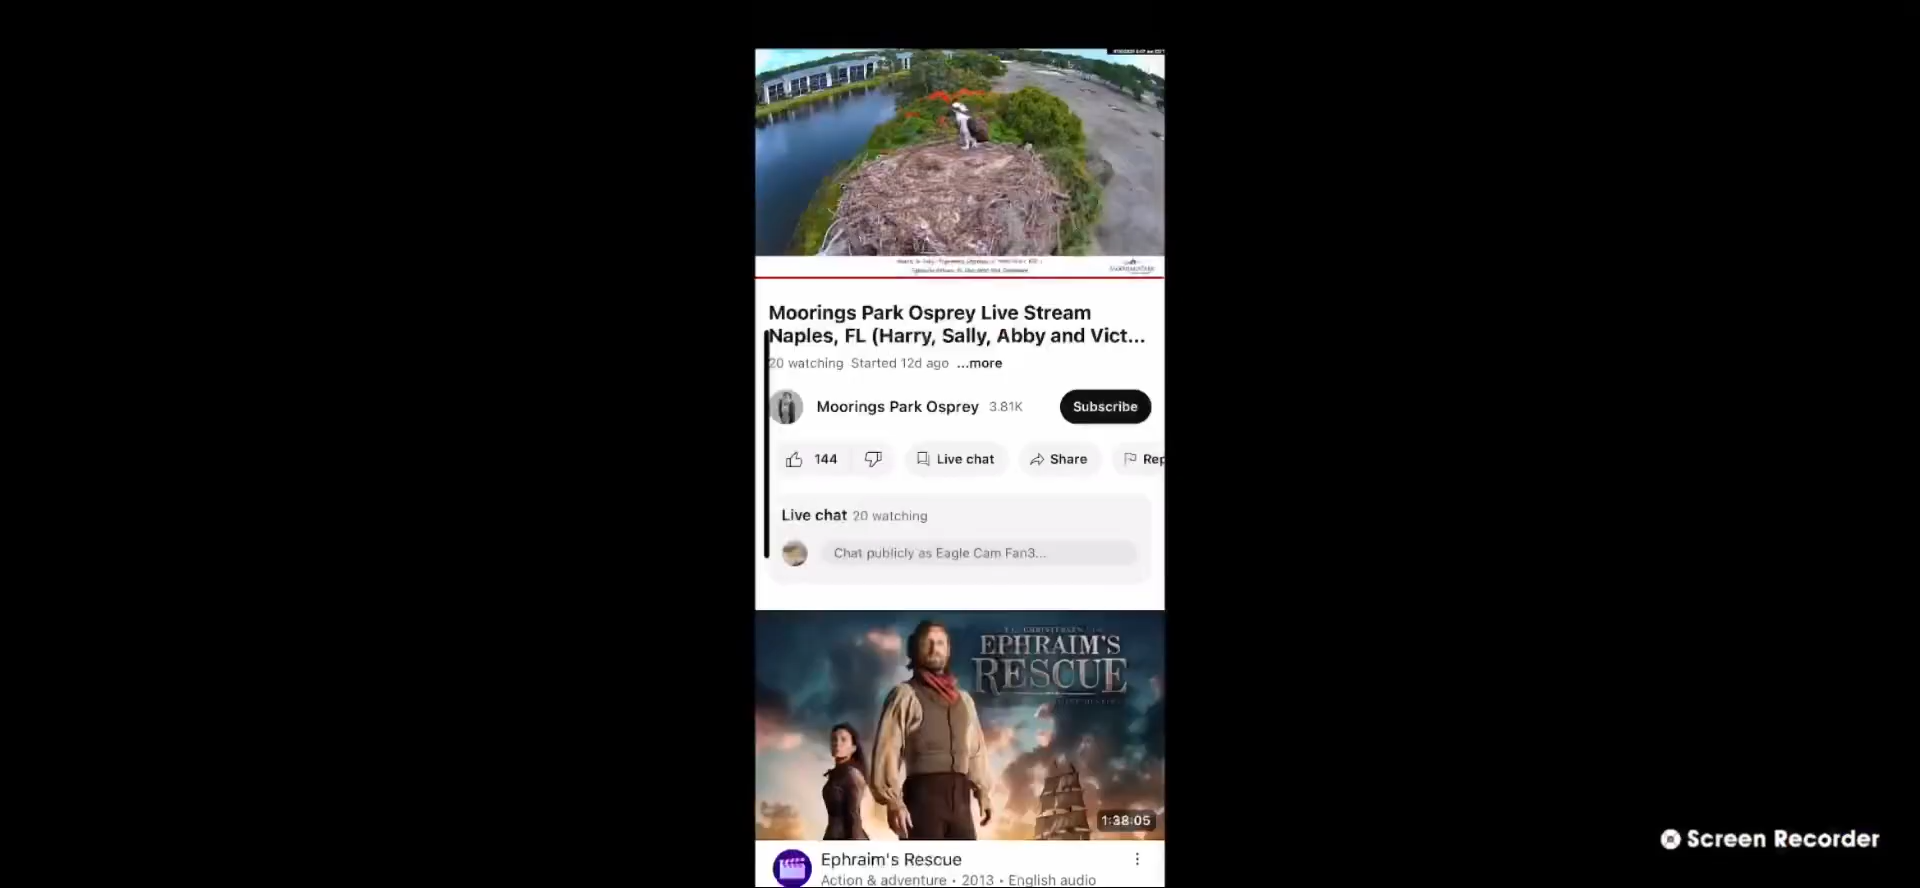 Moorings Park Osprey Live Stream
Naples, FL (Harry, Sally, Abby and Vict...
20 watching Started 12d ago ...more
Moorings Park Osprey 3.81K
Subscribe
144
Live chat
Share
Rep
Live chat 20 watching
Chat publicly as Eagle Cam Fan3...
EPHRAIM'S
RESCUE
1:38:05
Ephraim's Rescue
Action & adventure • 2013 • English audio
Screen Recorder